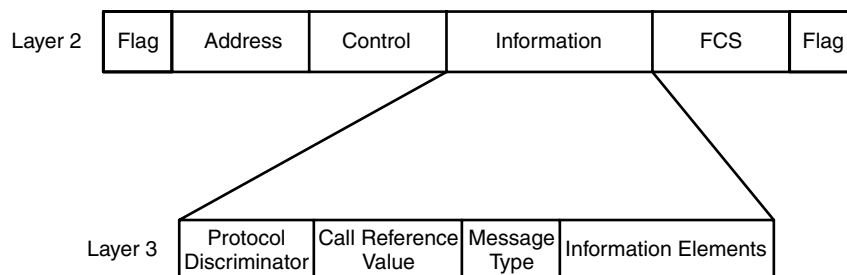 Layer 2 Flag Address Control Information FCS Flag
Layer 3 Protocol Discriminator Call Reference Value Message Type Information Elements